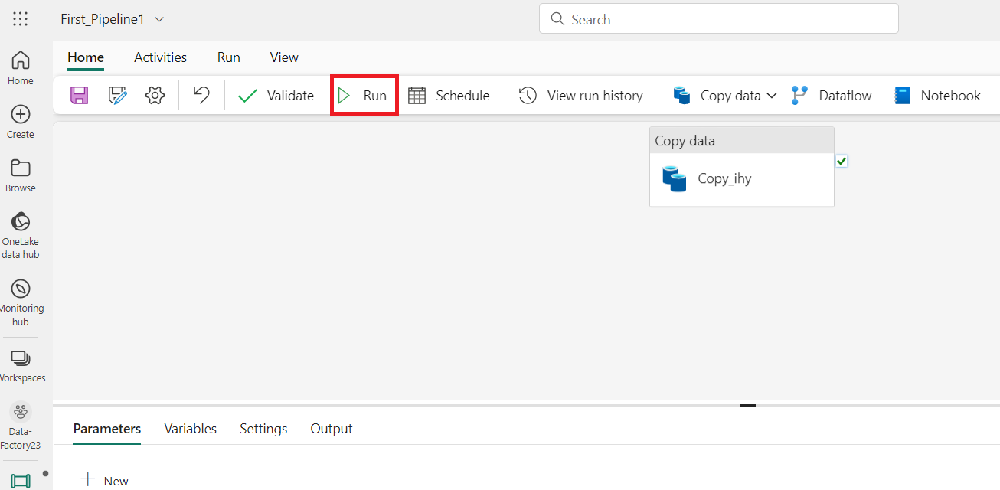 First_Pipeline1
Search
Home
Activities
Run
View
Validate
Run
Schedule
View run history
Copy data
Dataflow
Notebook
Home
Create
Browse
OneLake
data hub
Monitoring
hub
Workspaces
Data-
Factory23
Copy data
Copy_ihy
Parameters
Variables
Settings
Output
New